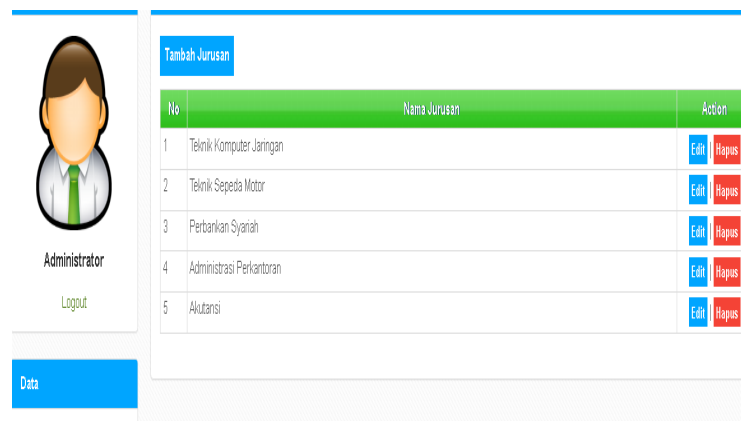 Administrator
Logout
Data
Tambah Jurusan
No Nama Jurusan Action
1 Teknik Komputer Jaringan Edit | Hapus
2 Teknik Sepeda Motor Edit | Hapus
3 Perbankan Syariah Edit | Hapus
4 Administrasi Perkantoran Edit | Hapus
5 Akutansi Edit | Hapus